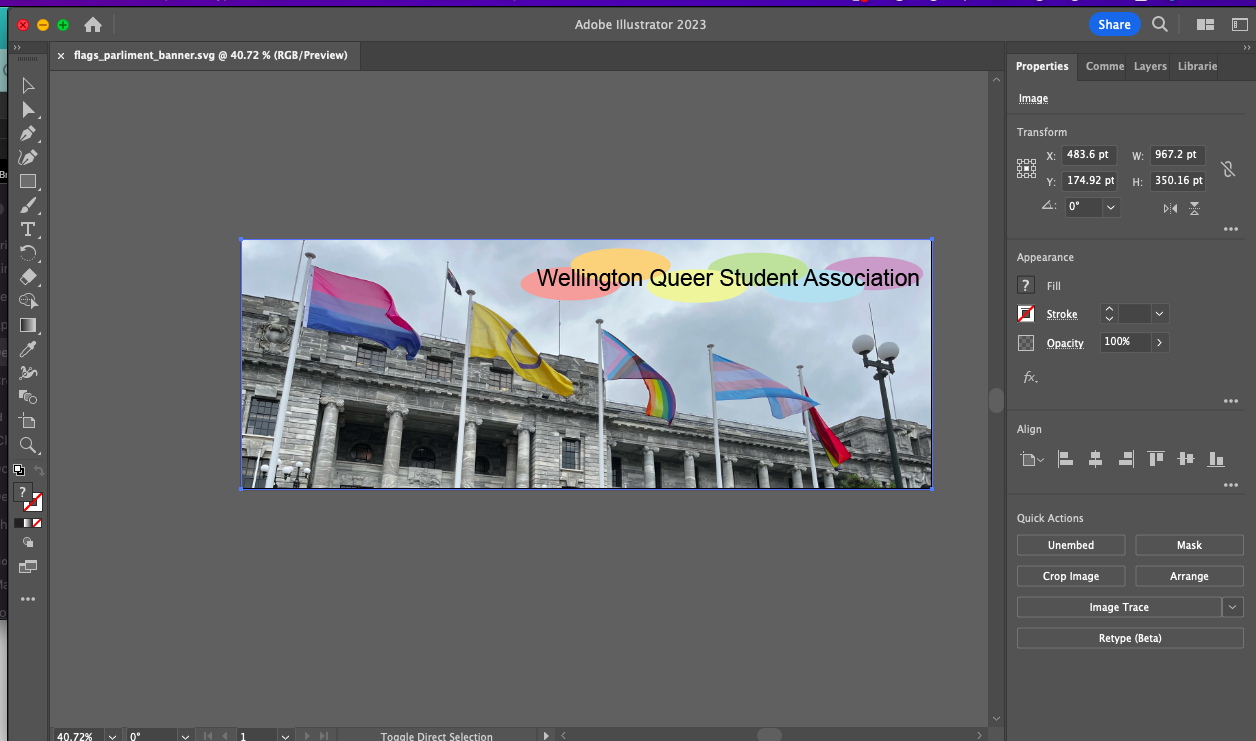 Adobe Illustrator 2023
Share
flags_parliment_banner.svg @ 40.72 % (RGB/Preview)
Properties
Comme
Layers
Librarie
Image
Transform
X: 483.6 pt W: 967.2 pt
Y: 174.92 pt H: 350.16 pt
0°
Appearance
? Fill
Stroke
Opacity 100%
fx
Align
Quick Actions
Unembed
Mask
Crop Image
Arrange
Image Trace
Retype (Beta)
Wellington Queer Student Association
T
?
40.72%
0°
1
Toggle Direct Selection